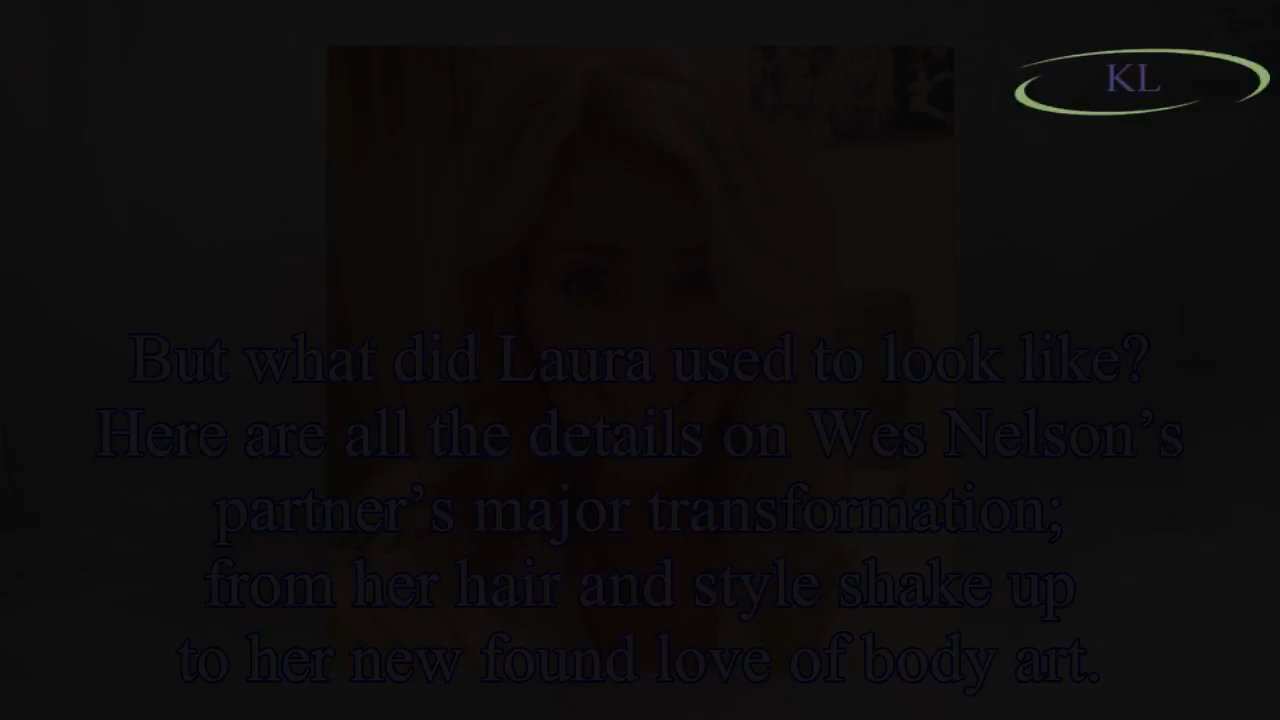 KL
But what did Laura used to look like?
Here are all the details on Wes Nelson’s
partner’s major transformation;
from her hair and style shake up
to her new found love of body art.